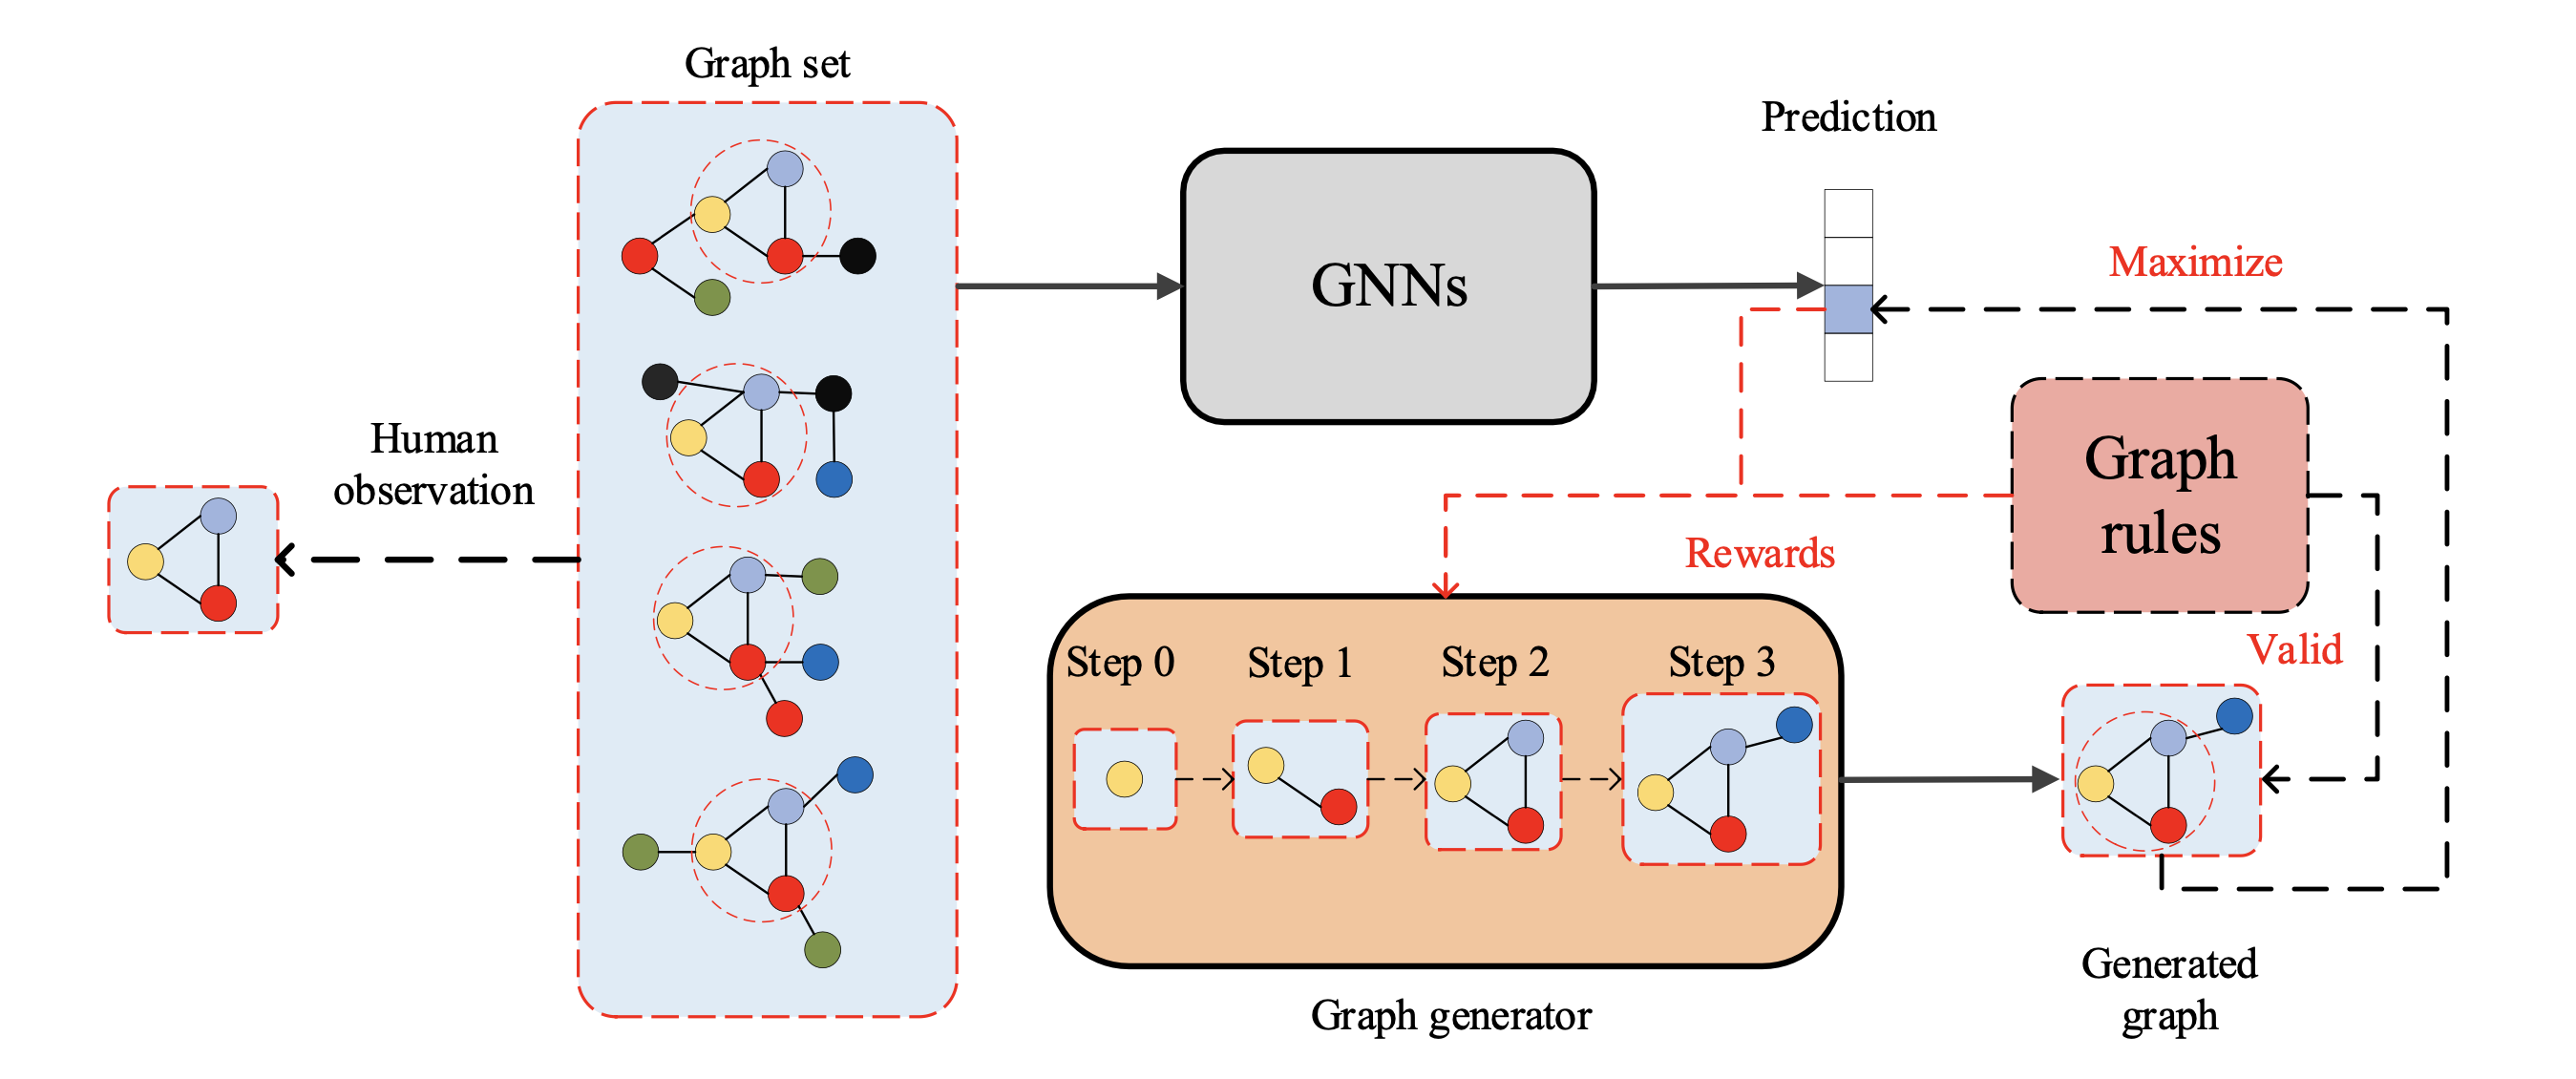 Graph set
Human
observation
GNNs
Prediction
Maximize
Graph
rules
Rewards
Valid
Step 0
Step 1
Step 2
Step 3
Graph generator
Generated
graph